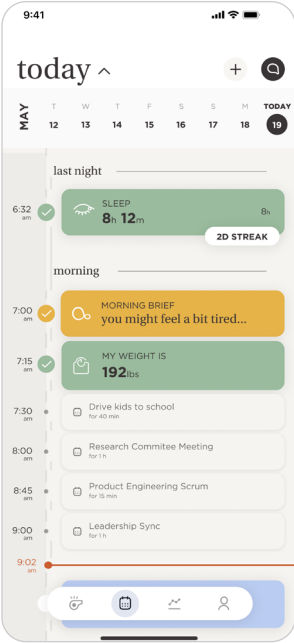 9:41
today
MAY
T W T F S S M TODAY
12 13 14 15 16 17 18 19
last night
6:32
am
SLEEP
8h 12m
8h
2D STREAK
morning
7:00
am
MORNING BRIEF
you might feel a bit tired...
7:15
am
MY WEIGHT IS
192lbs
7:30
am
Drive kids to school
for 40 min
8:00
am
Research Commitee Meeting
for 1 h
8:45
am
Product Engineering Scrum
for 15 min
9:00
am
Leadership Sync
for 1 h
9:02
am